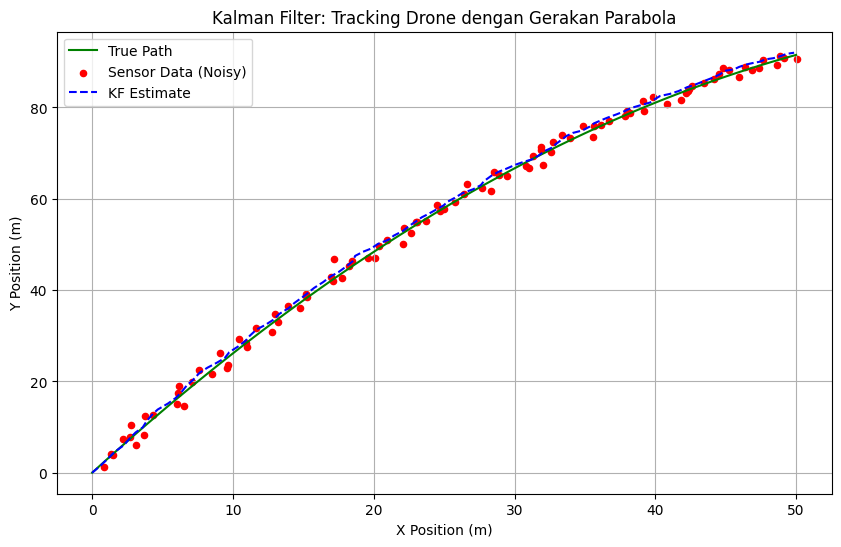 Kalman Filter: Tracking Drone dengan Gerakan Parabola
True Path
Sensor Data (Noisy)
KF Estimate
Y Position (m)
80
60
40
20
0
0 10 20 30 40 50
X Position (m)